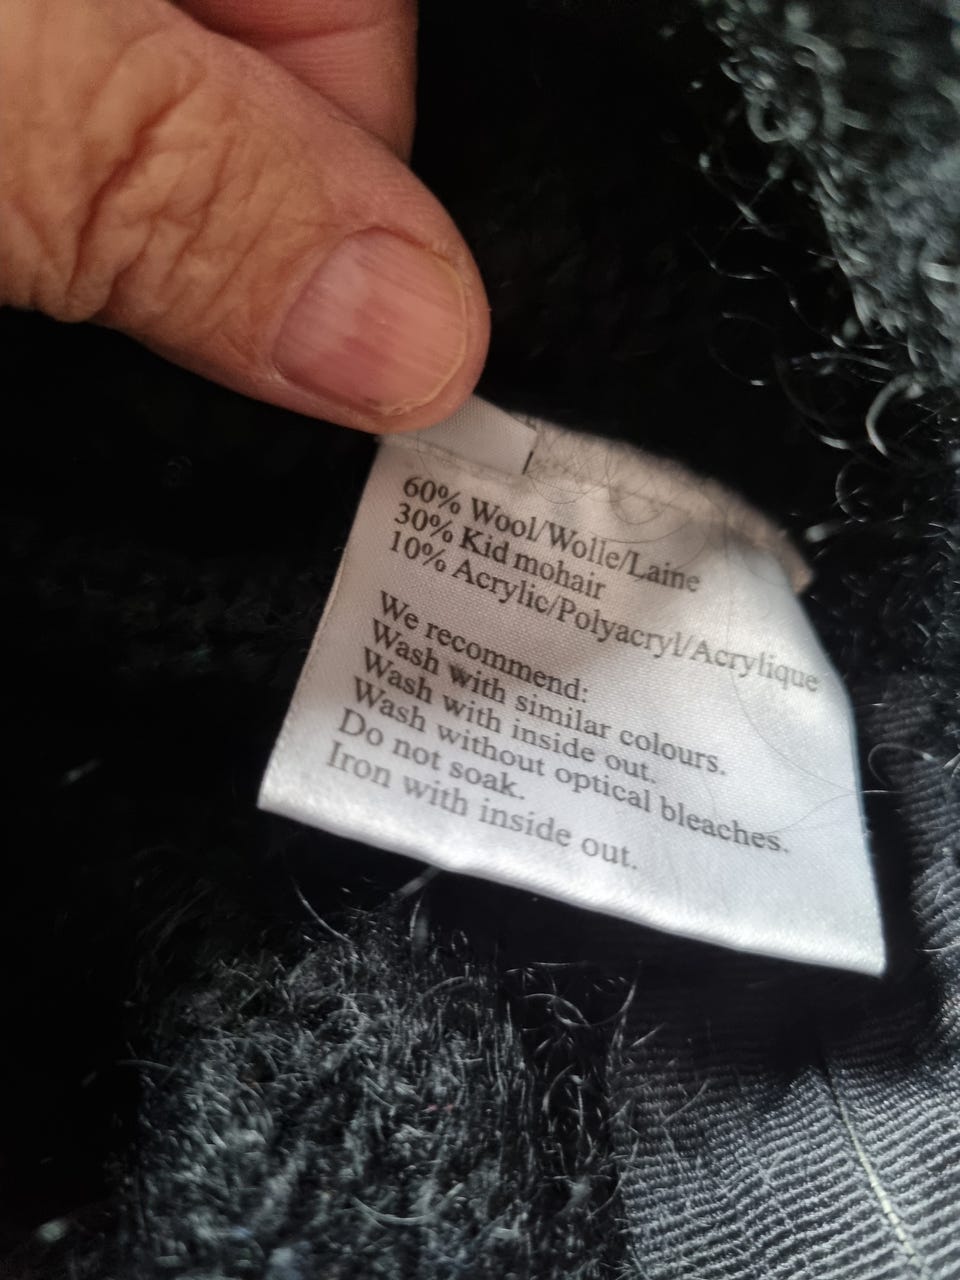 60% Wool/Wolle/Laine
30% Kid mohair
10% Acrylic/Polyacryl/Acrylique
We recommend:
Wash with similar colours.
Wash with inside out.
Wash without optical bleaches.
Do not soak.
Iron with inside out.